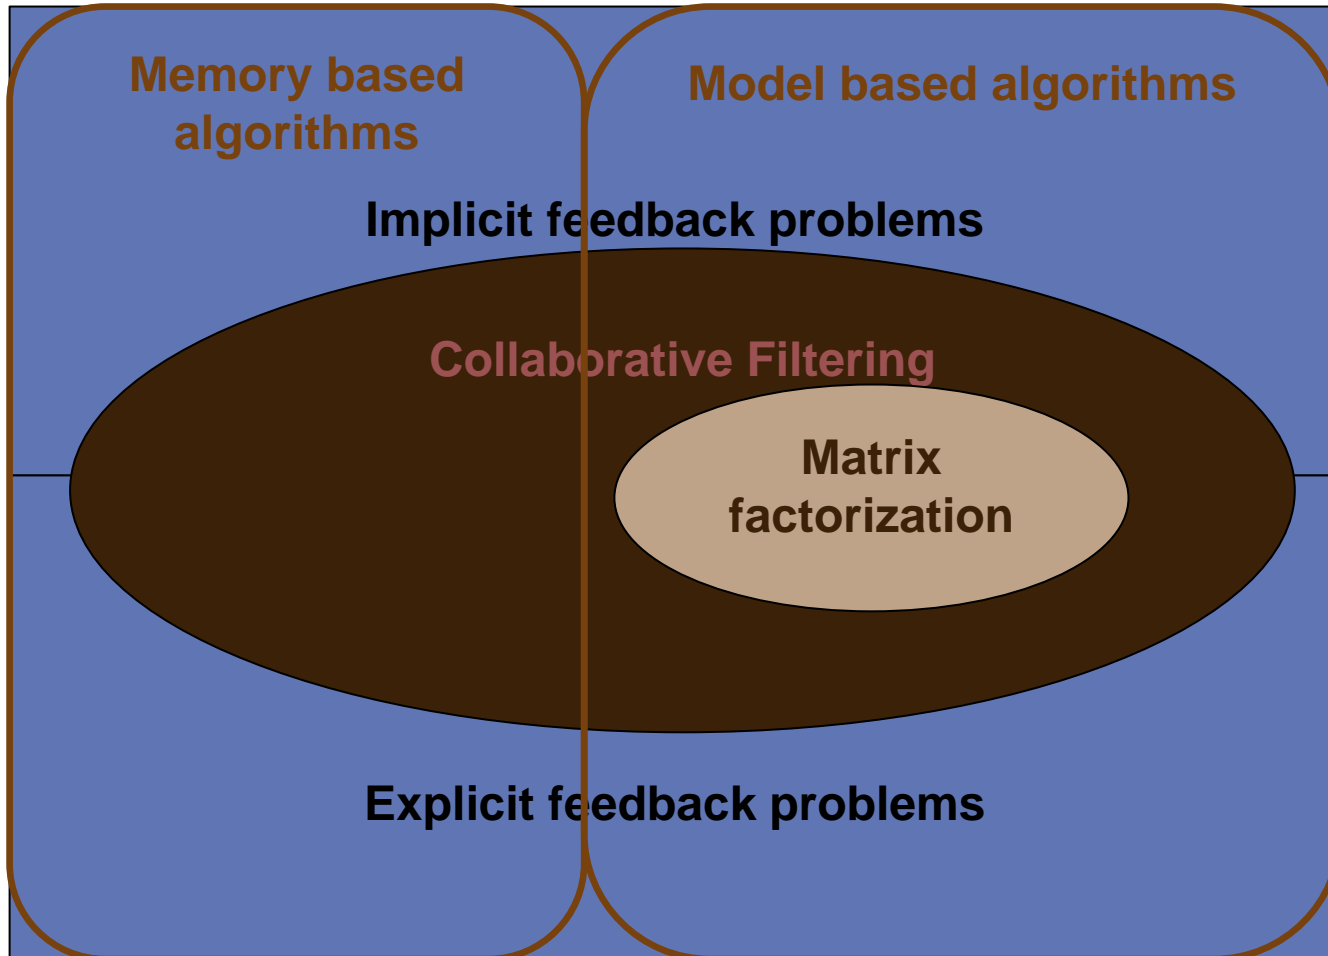 Memory based
algorithms
Model based algorithms
Implicit feedback problems
Collaborative Filtering
Matrix
factorization
Explicit feedback problems